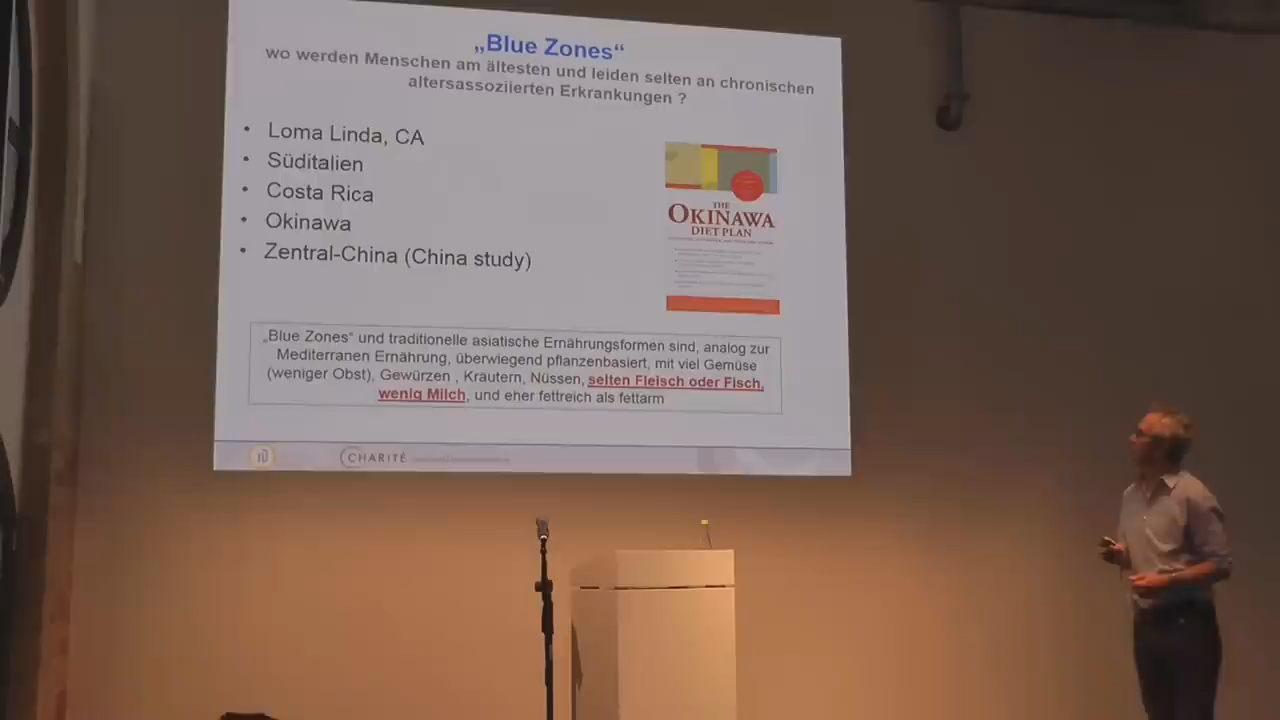 „Blue Zones“
wo werden Menschen am ältesten und leiden selten an chronischen
altersassoziierten Erkrankungen ?
• Loma Linda, CA
• Süditalien
• Costa Rica
• Okinawa
• Zentral-China (China study)
THE
OKINAWA
DIET PLAN
„Blue Zones“ und traditionelle asiatische Ernährungsformen sind, analog zur
Mediterranen Ernährung, überwiegend pflanzenbasiert, mit viel Gemüse
(weniger Obst), Gewürzen , Kräutern, Nüssen, selten Fleisch oder Fisch,
wenig Milch, und eher fettreich als fettarm
CHARITÉ